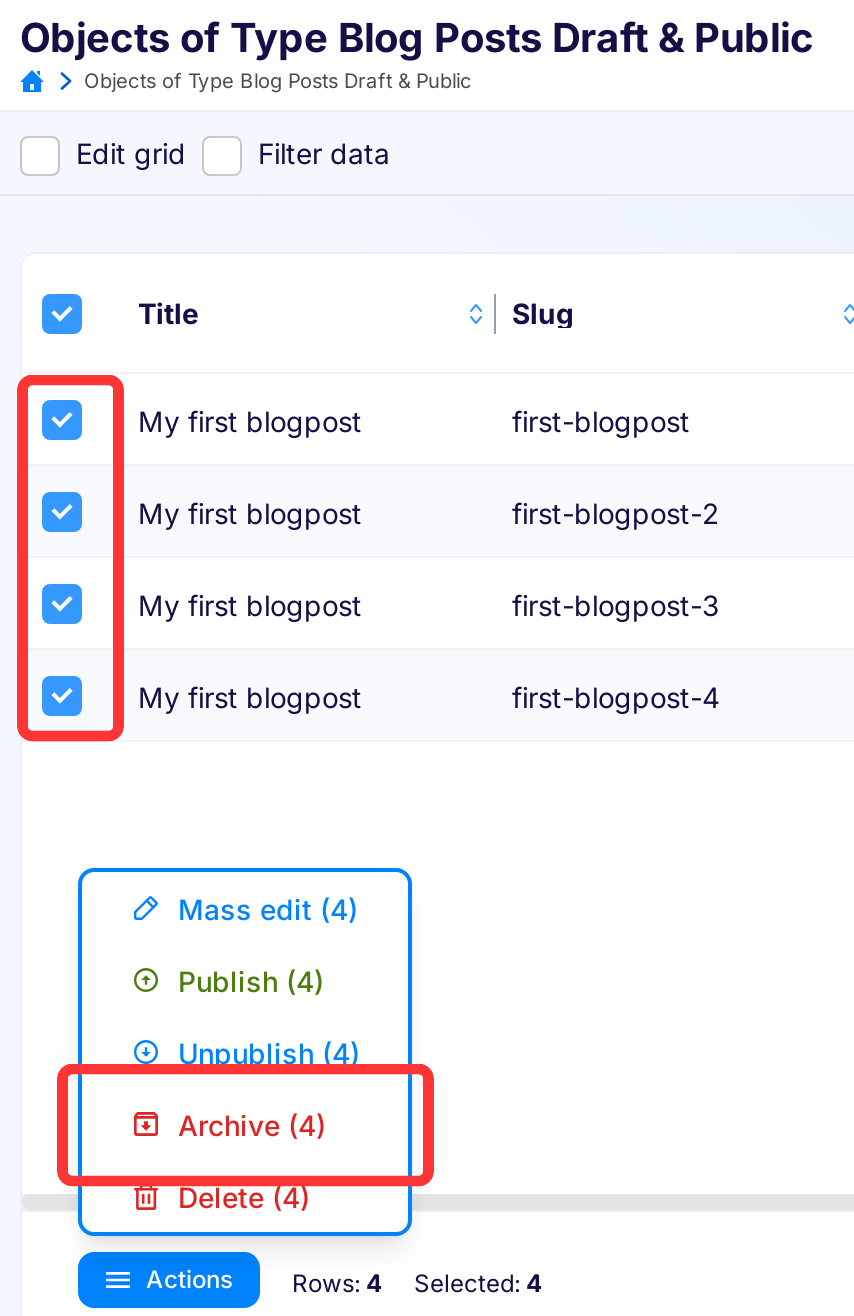 Objects of Type Blog Posts Draft & Public
Objects of Type Blog Posts Draft & Public
Edit grid Filter data
Title Slug
My first blogpost first-blogpost
My first blogpost first-blogpost-2
My first blogpost first-blogpost-3
My first blogpost first-blogpost-4
Mass edit (4)
Publish (4)
Unpublish (4)
Archive (4)
Delete (4)
Actions Rows: 4 Selected: 4